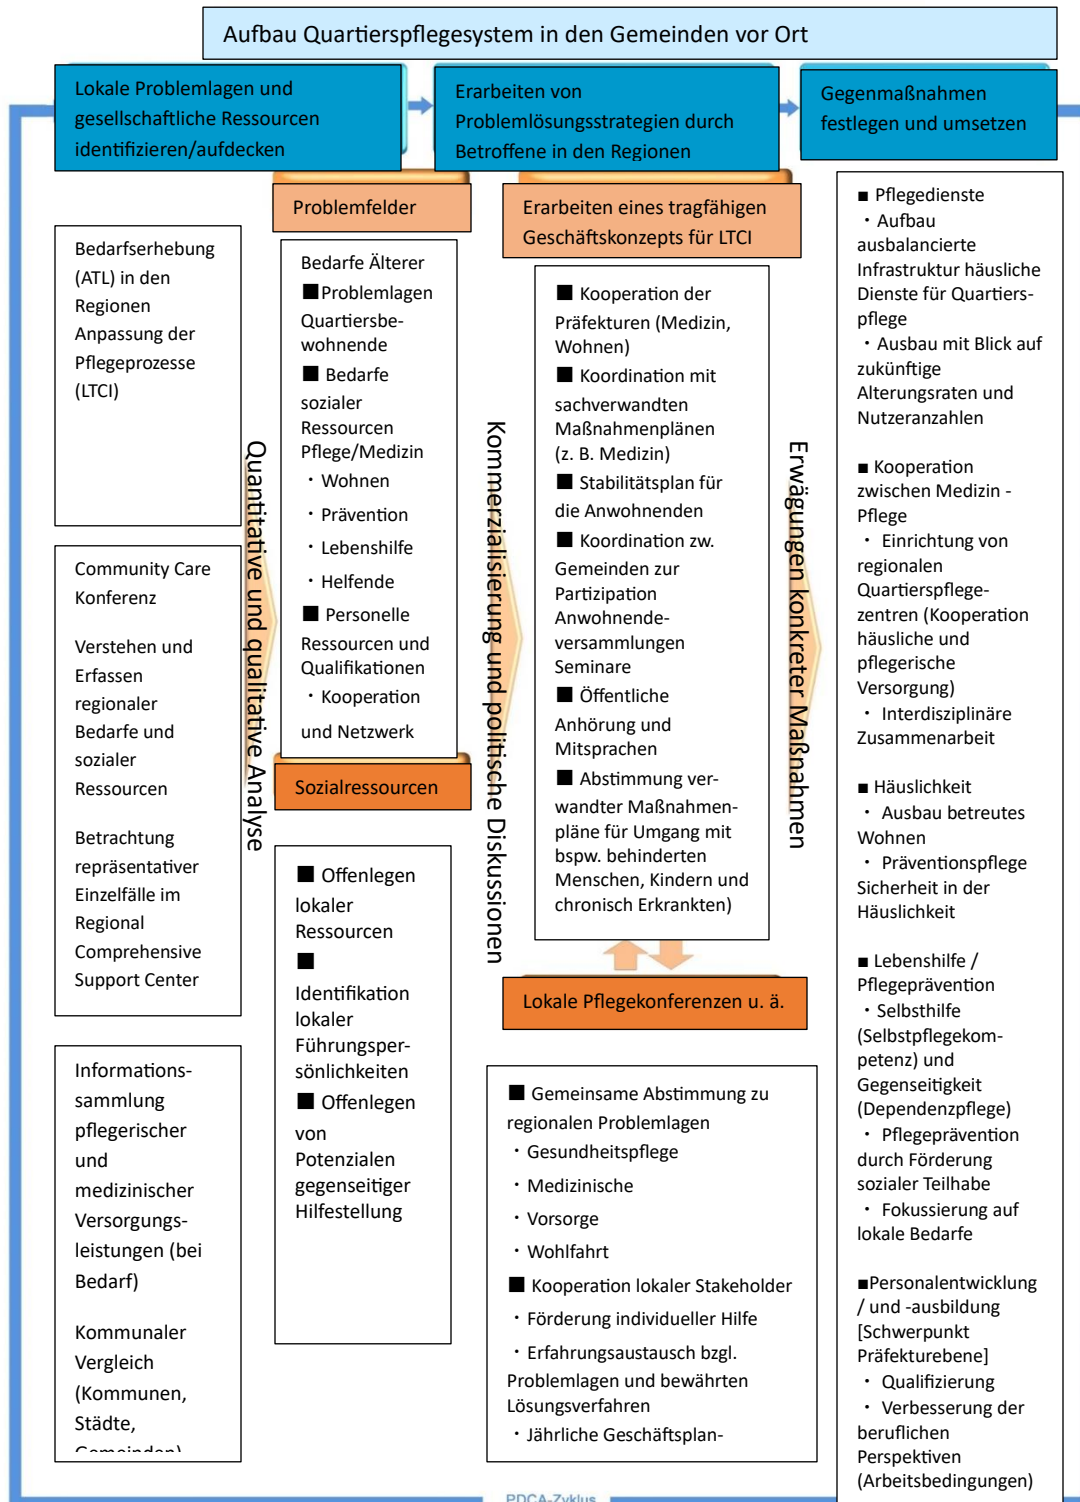 Aufbau Quartierspflegesystem in den Gemeinden vor Ort
Lokale Problemlagen und
gesellschaftliche Ressourcen
identifizieren/aufdecken
Erarbeiten von
Problemlösungsstrategien durch
Betroffene in den Regionen
Gegenmaßnahmen
festlegen und umsetzen
Bedarfserhebung
(ATL) in den
Regionen
Anpassung der
Pflegeprozesse
(LTCI)
Community Care
Konferenz
Verstehen und
Erfassen
regionaler
Bedarfe und
sozialer
Ressourcen
Betrachtung
repräsentativer
Einzelfälle im
Regional
Comprehensive
Support Center
Informations-
sammlung
pflegerischer
und
medizinischer
Versorgungs-
leistungen (bei
Bedarf)
Kommunaler
Vergleich
(Kommunen,
Städte,
Gemeinden)
Quantitative und qualitative Analyse
Problemfelder
Bedarfe Älterer
■Problemlagen
Quartiersbe-
wohnende
■ Bedarfe
sozialer
Ressourcen
Pflege/Medizin
・Wohnen
・Prävention
・Lebenshilfe
・Helfende
■ Personelle
Ressourcen und
Qualifikationen
・Kooperation
und Netzwerk
Sozialressourcen
■ Offenlegen
lokaler
Ressourcen
■
Identifikation
lokaler
Führungsper-
sönlichkeiten
■ Offenlegen
von
Potenzialen
gegenseitiger
Hilfestellung
Kommerzialisierung und politische Diskussionen
Erarbeiten eines tragfähigen
Geschäftskonzepts für LTCI
■ Kooperation der
Präfekturen (Medizin,
Wohnen)
■ Koordination mit
sachverwandten
Maßnahmenplänen
(z. B. Medizin)
■ Stabilitätsplan für
die Anwohnenden
■ Koordination zw.
Gemeinden zur
Partizipation
Anwohnende-
versammlungen
Seminare
■ Öffentliche
Anhörung und
Mitsprachen
■ Abstimmung ver-
wandter Maßnahmen-
pläne für Umgang mit
bspw. behinderten
Menschen, Kindern und
chronisch Erkrankten)
Lokale Pflegekonferenzen u. ä.
■ Gemeinsame Abstimmung zu
regionalen Problemlagen
・Gesundheitspflege
・Medizinische
・Vorsorge
・Wohlfahrt
■ Kooperation lokaler Stakeholder
・Förderung individueller Hilfe
・Erfahrungsaustausch bzgl.
Problemlagen und bewährten
Lösungsverfahren
・Jährliche Geschäftsplan-
Erwägungen konkreter Maßnahmen
■ Pflegedienste
・Aufbau
ausbalancierte
Infrastruktur häusliche
Dienste für Quartiers-
pflege
・Ausbau mit Blick auf
zukünftige
Alterungsraten und
Nutzeranzahlen
■ Kooperation
zwischen Medizin -
Pflege
・Einrichtung von
regionalen
Quartierspflege-
zentren (Kooperation
häusliche und
pflegerische
Versorgung)
・Interdisziplinäre
Zusammenarbeit
■ Häuslichkeit
・Ausbau betreutes
Wohnen
・Präventionspflege
Sicherheit in der
Häuslichkeit
■ Lebenshilfe /
Pflegeprävention
・Selbsthilfe
(Selbstpflegekom-
petenz) und
Gegenseitigkeit
(Dependenzpflege)
・Pflegeprävention
durch Förderung
sozialer Teilhabe
・Fokussierung auf
lokale Bedarfe
■Personalentwicklung
/ und -ausbildung
[Schwerpunkt
Präfekturebene]
・Qualifizierung
・Verbesserung der
beruflichen
Perspektiven
(Arbeitsbedingungen)
PDCA-Zyklus